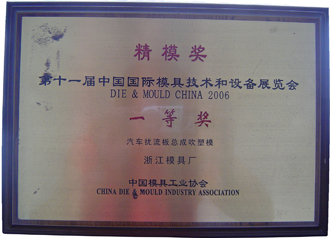 精模奖
第十一届中国国际模具技术和设备展览会
DIE & MOULD CHINA 2006
一等奖
汽车扰流板总成吹塑模
浙江模具厂
中国模具工业协会
CHINA DIE & MOULD INDUSTRY ASSOCIATION